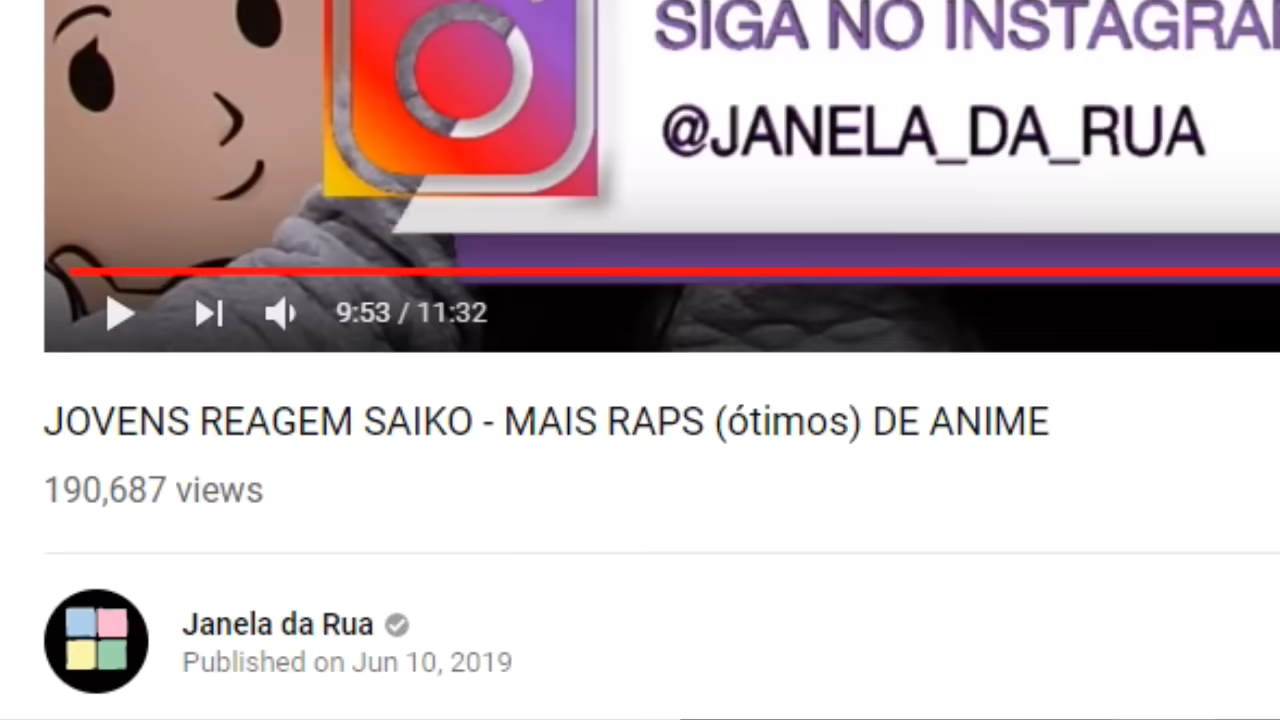 SIGA NO INSTAGRA
@JANELA_DA_RUA
9:53 / 11:32
JOVENS REAGEM SAIKO - MAIS RAPS (ótimos) DE ANIME
190,687 views
Janela da Rua
Published on Jun 10, 2019